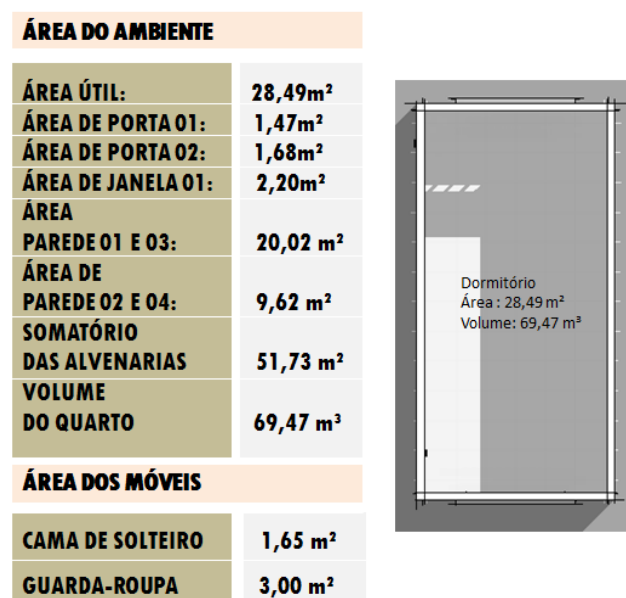 ÁREA DO AMBIENTE
ÁREA ÚTIL: 28,49m²
ÁREA DE PORTA 01: 1,47m²
ÁREA DE PORTA 02: 1,68m²
ÁREA DE JANELA 01: 2,20m²
ÁREA
PAREDE 01 E 03: 20,02 m²
ÁREA DE
PAREDE 02 E 04: 9,62 m²
SOMATÓRIO
DAS ALVENARIAS 51,73 m²
VOLUME
DO QUARTO 69,47 m³
ÁREA DOS MÓVEIS
CAMA DE SOLTEIRO 1,65 m²
GUARDA-ROUPA 3,00 m²
Dormitório
Área : 28,49 m²
Volume: 69,47 m³